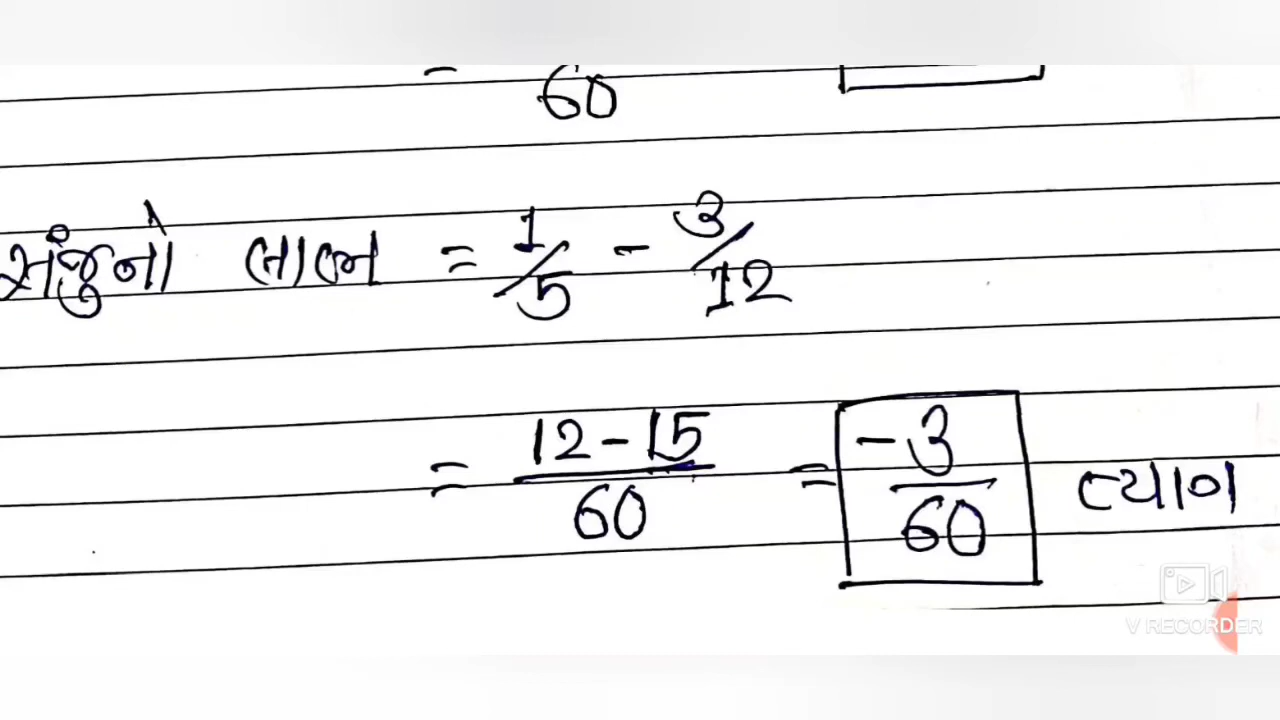 = 60
સંજુનો લાભ = 1/5 - 3/12
= 12-15/60 = -3/60 ત્યાગ
V RECORDER